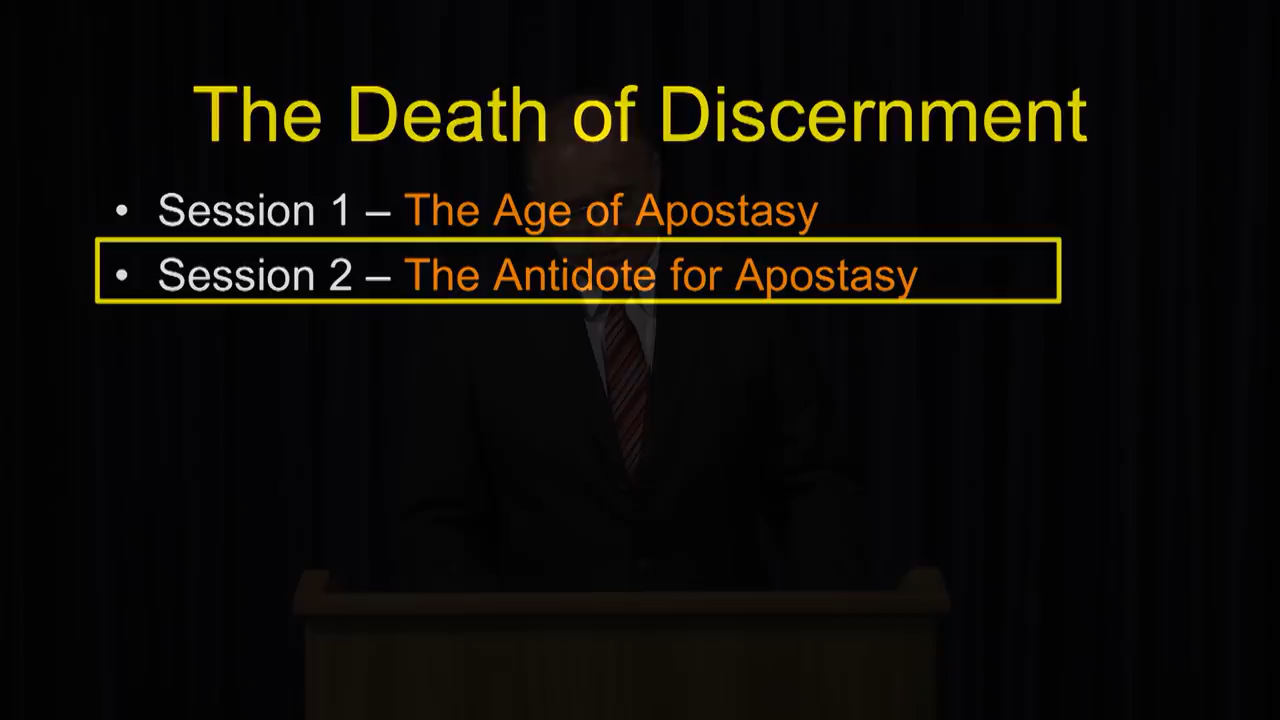 The Death of Discernment
• Session 1 – The Age of Apostasy
• Session 2 – The Antidote for Apostasy